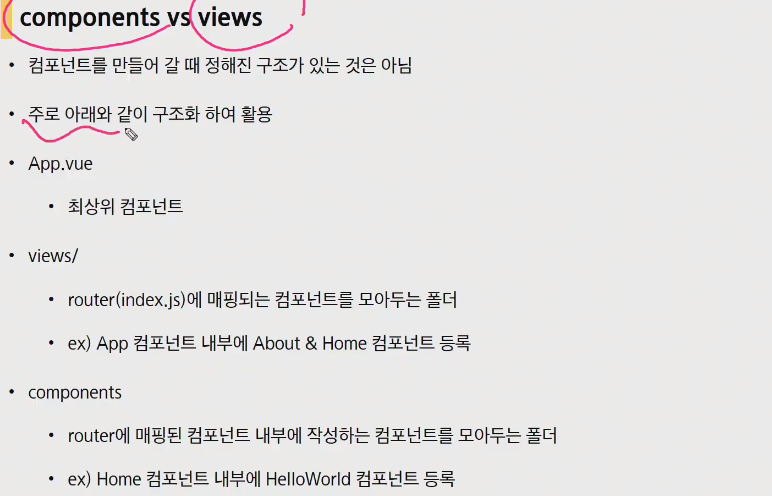 components vs views
• 컴포넌트를 만들어 갈 때 정해진 구조가 있는 것은 아님
• 주로 아래와 같이 구조화 하여 활용
• App.vue
• 최상위 컴포넌트
• views/
• router(index.js)에 매핑되는 컴포넌트를 모아두는 폴더
• ex) App 컴포넌트 내부에 About & Home 컴포넌트 등록
• components
• router에 매핑된 컴포넌트 내부에 작성하는 컴포넌트를 모아두는 폴더
• ex) Home 컴포넌트 내부에 HelloWorld 컴포넌트 등록